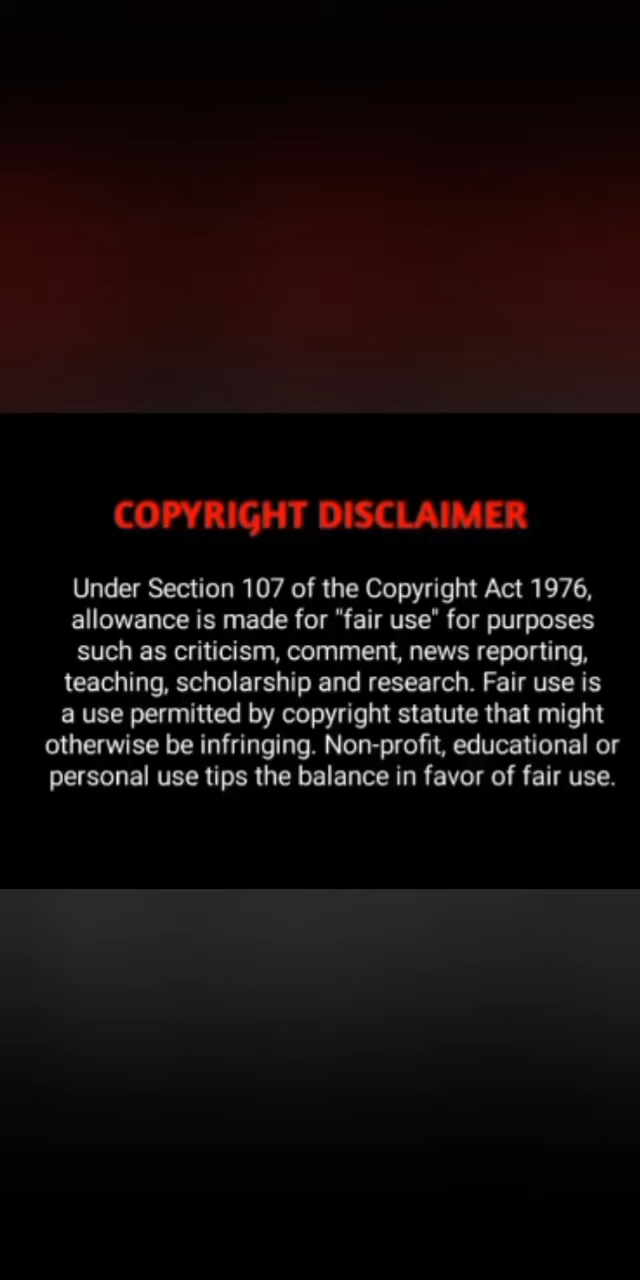 COPYRIGHT DISCLAIMER
Under Section 107 of the Copyright Act 1976,
allowance is made for "fair use" for purposes
such as criticism, comment, news reporting,
teaching, scholarship and research. Fair use is
a use permitted by copyright statute that might
otherwise be infringing. Non-profit, educational or
personal use tips the balance in favor of fair use.